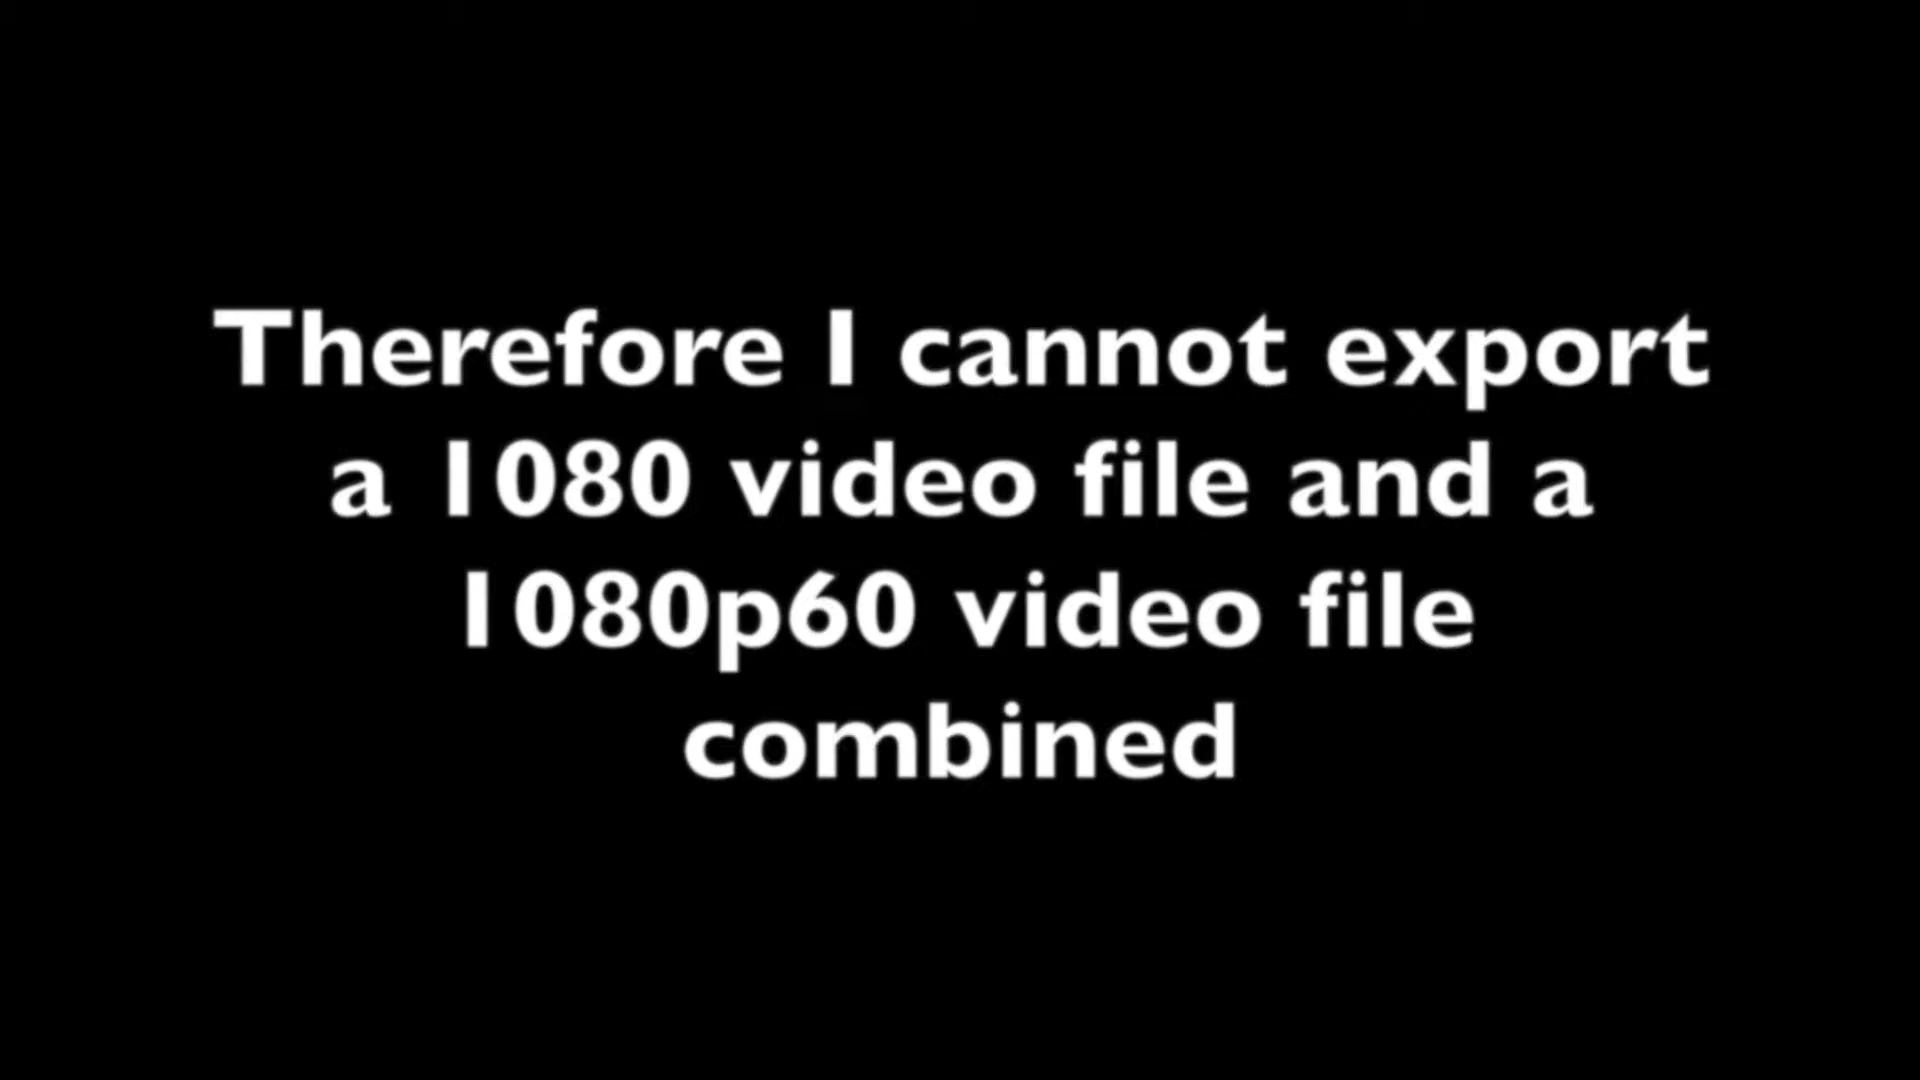 Therefore I cannot export
a 1080 video file and a
1080p60 video file
combined